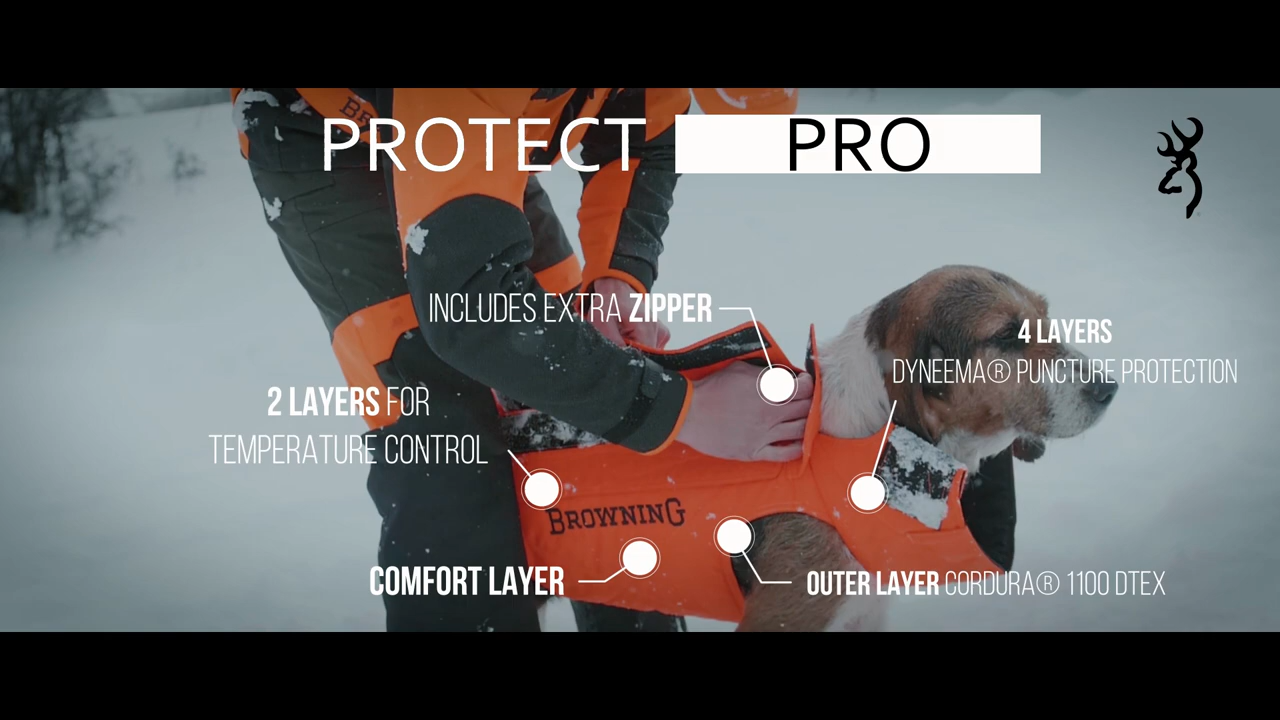 PROTECT PRO
INCLUDES EXTRA ZIPPER
4 LAYERS
DYNEEMA® PUNCTURE PROTECTION
2 LAYERS FOR
TEMPERATURE CONTROL
BROWNING
COMFORT LAYER
OUTER LAYER CORDURA® 1100 DTEX